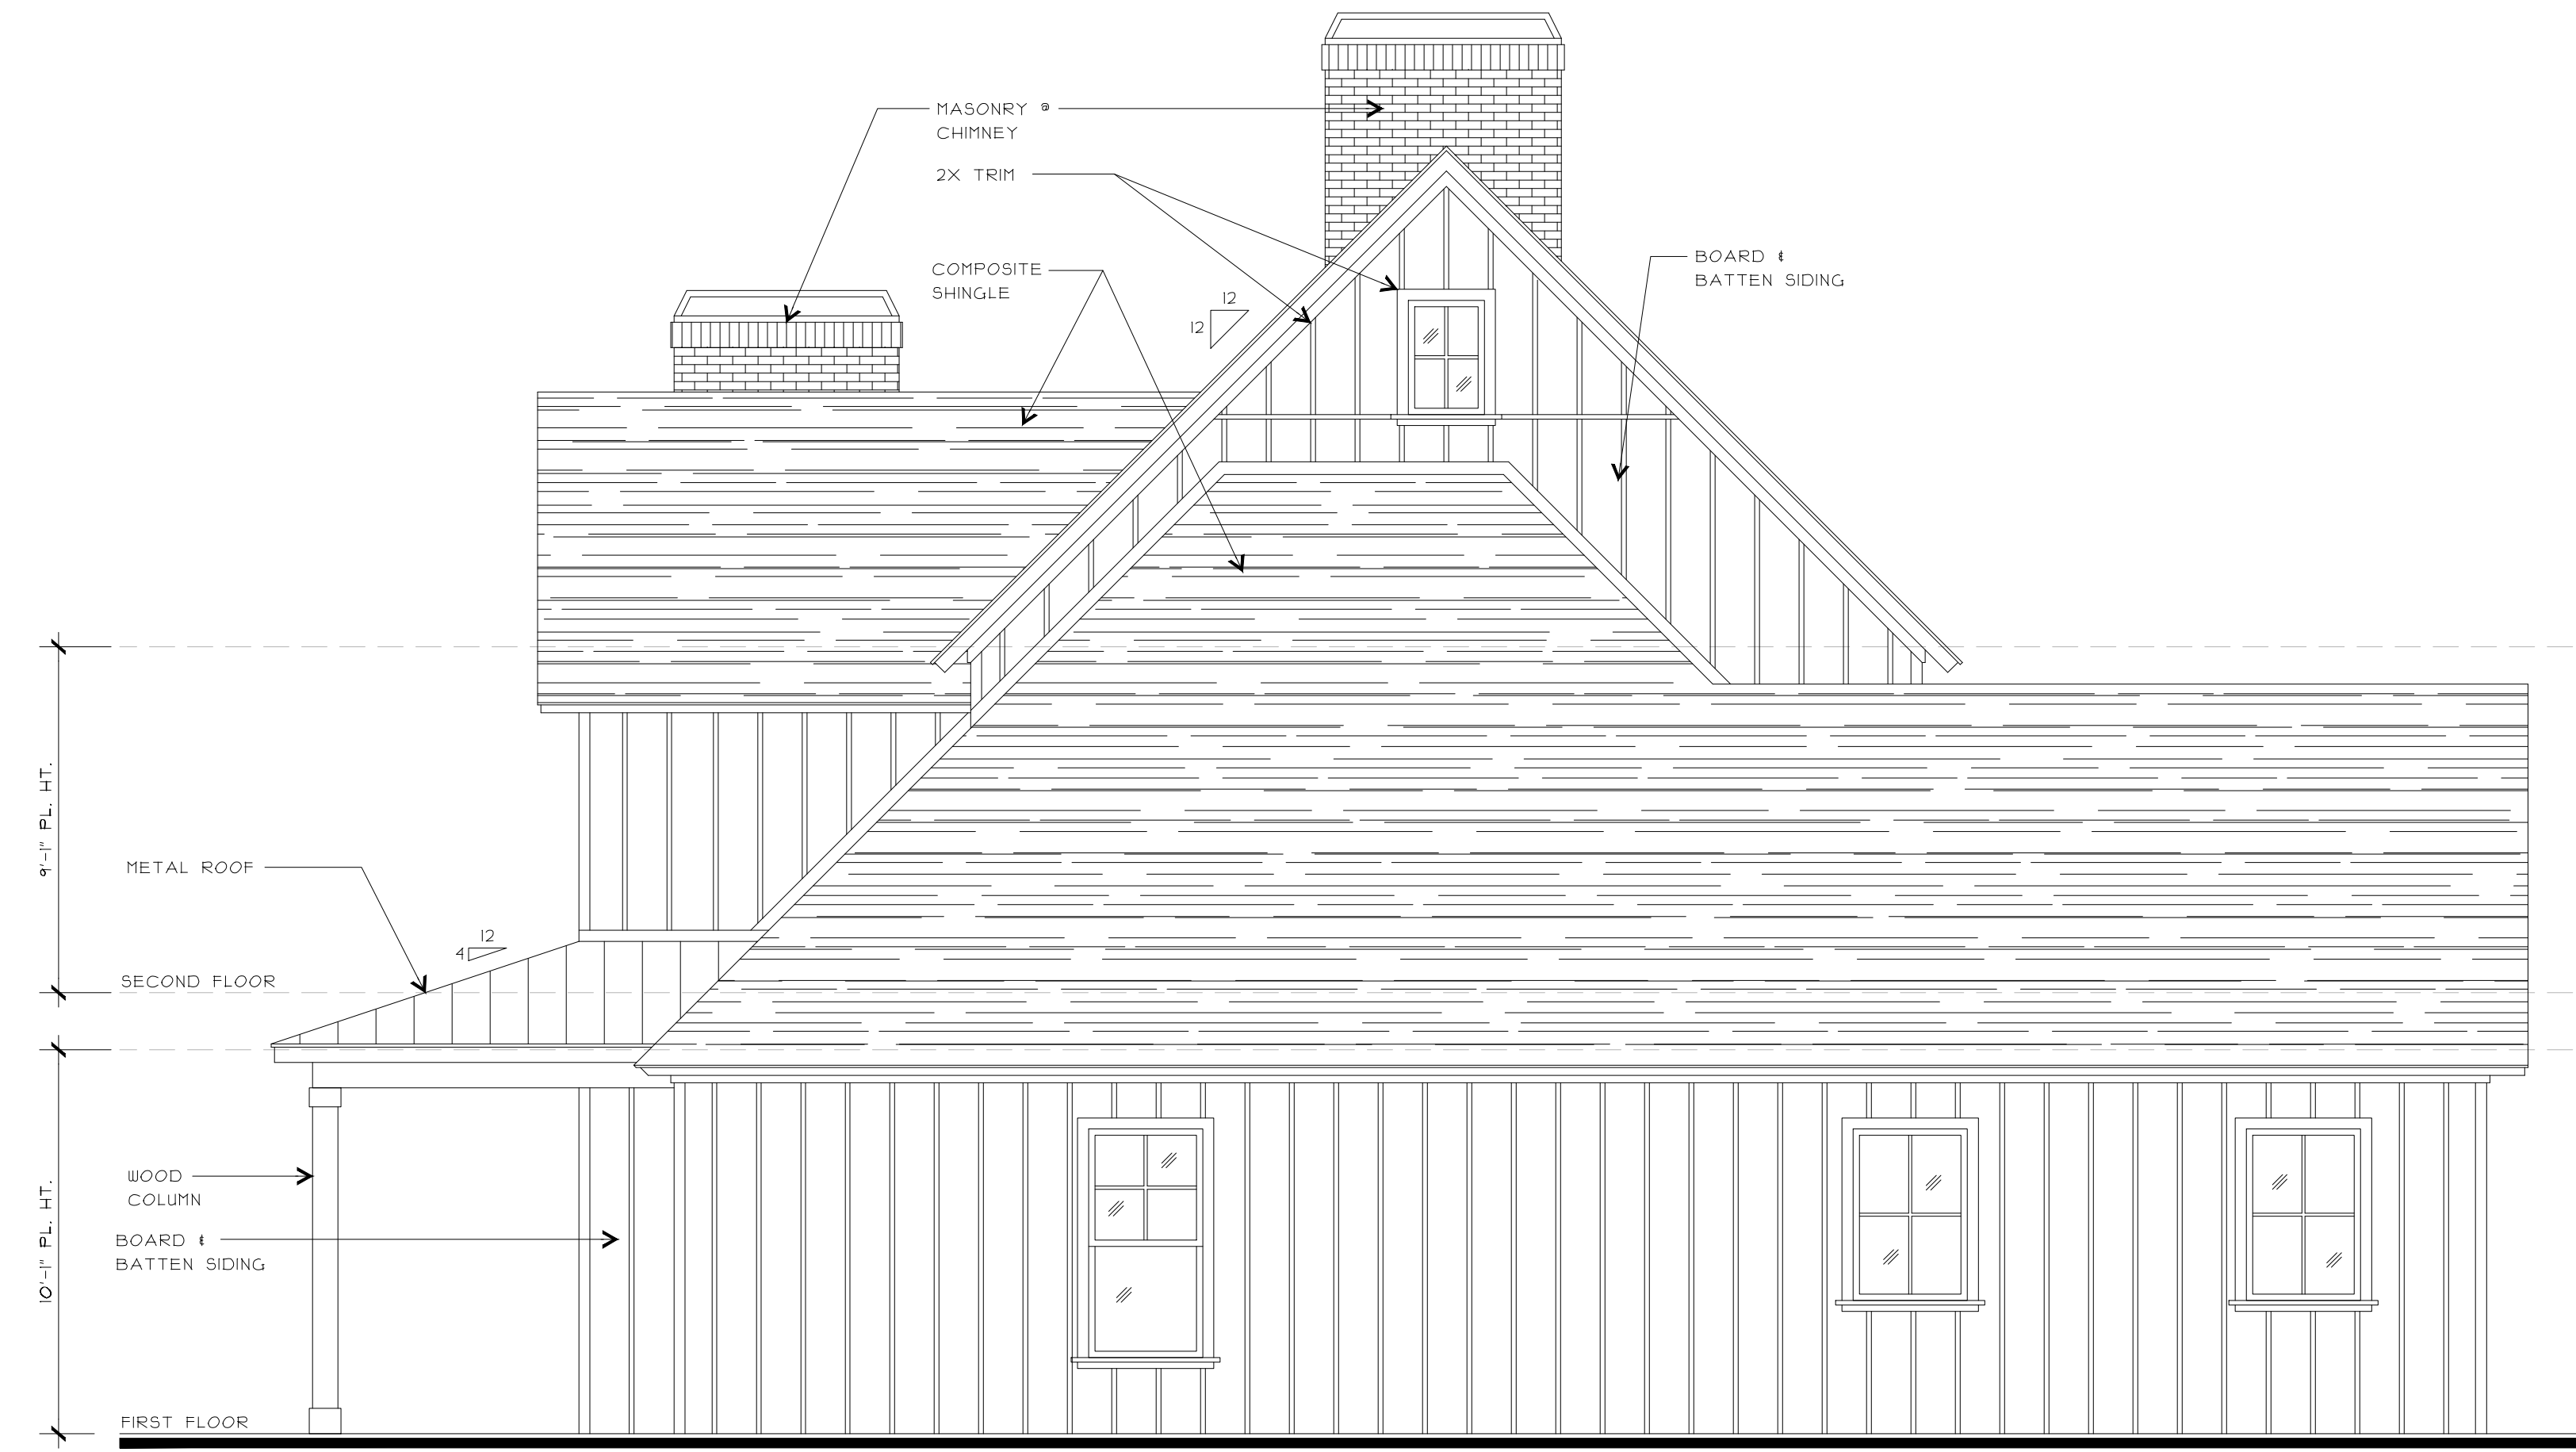 MASONRY @
CHIMNEY
2X TRIM
COMPOSITE
SHINGLE
BOARD &
BATTEN SIDING
12
12
9'-1" PL. HT.
METAL ROOF
12
4
SECOND FLOOR
10'-1" PL. HT.
WOOD
COLUMN
BOARD &
BATTEN SIDING
FIRST FLOOR